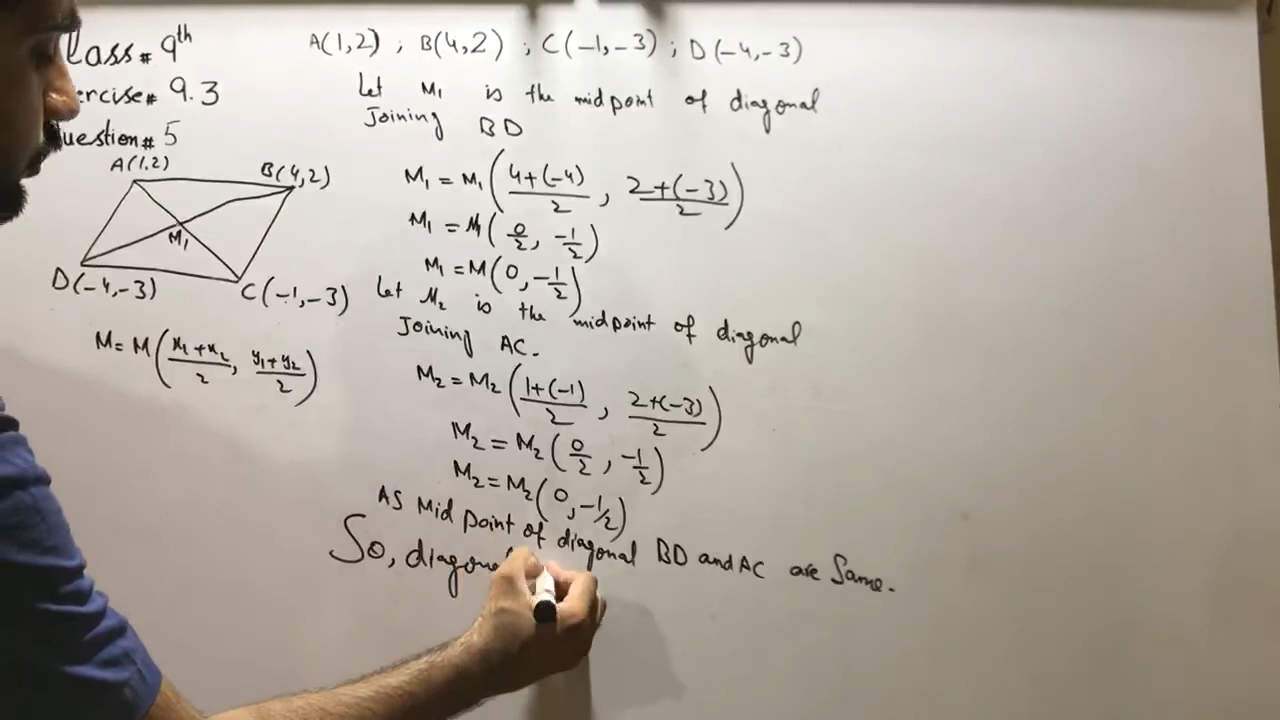 Class# 9th
ercise# 9.3
uestion# 5
A(1,2)
B(4,2)
M1
D(-4,-3)
C(-1,-3)
M = M((x1+x2)/2, (y1+y2)/2)
A(1,2) ; B(4,2) ; C(-1,-3) ; D(-4,-3)
Let M1 is the midpoint of diagonal
Joining BD
M1 = M1((4+(-4))/2, (2+(-3))/2)
M1 = M(0/2, -1/2)
M1 = M(0, -1/2)
Let M2 is the midpoint of diagonal
Joining AC.
M2 = M2((1+(-1))/2, (2+(-3))/2)
M2 = M2(0/2, -1/2)
M2 = M2(0, -1/2)
AS Mid Point of diagonal BD and AC are Same.
So, diagon